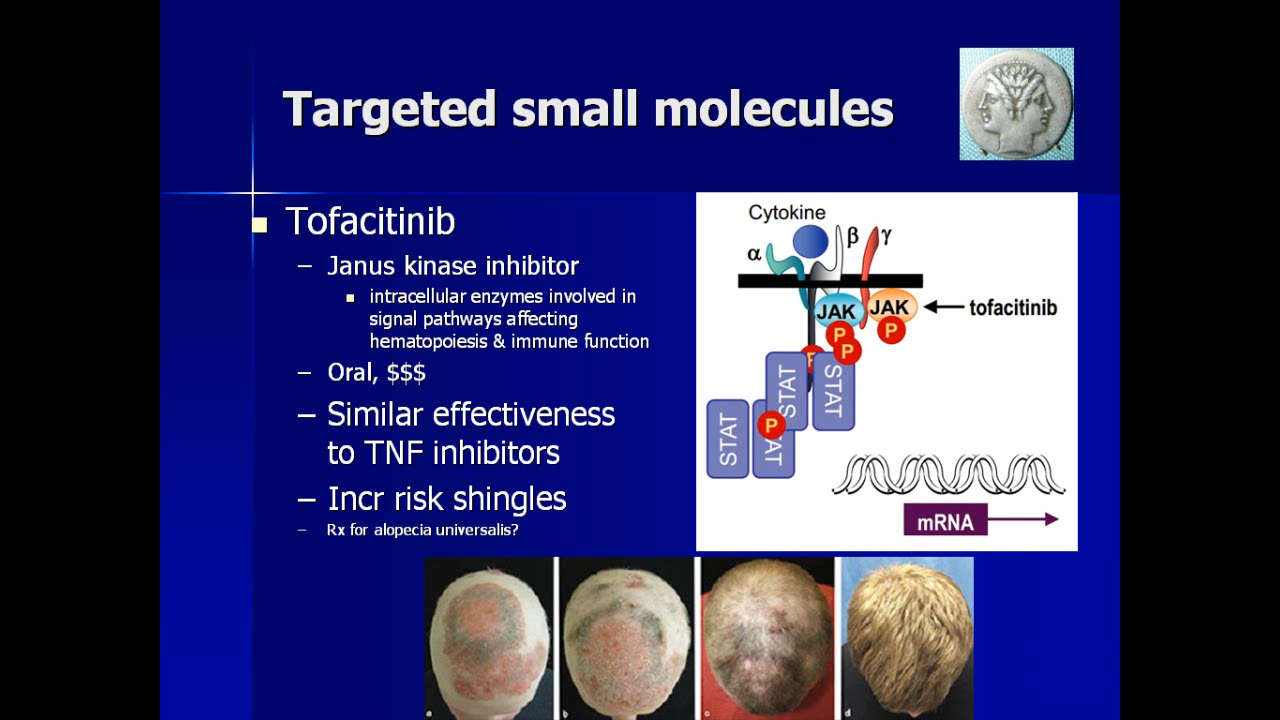 Targeted small molecules
■ Tofacitinib
– Janus kinase inhibitor
■ intracellular enzymes involved in
signal pathways affecting
hematopoiesis & immune function
– Oral, $$$
– Similar effectiveness
to TNF inhibitors
– Incr risk shingles
– Rx for alopecia universalis?
Cytokine
α
β
γ
JAK
JAK
tofacitinib
P
P
P
P
STAT
STAT
STAT
TAT
P
mRNA
a
b
c
d